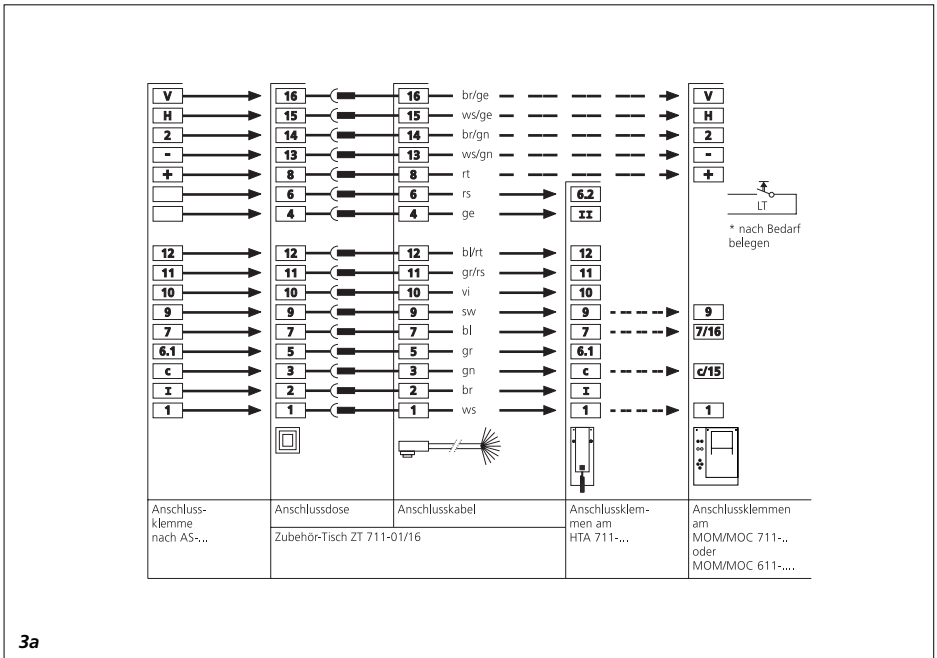 V 16 16 br/ge V
H 15 15 ws/ge H
2 14 14 br/gn 2
- 13 13 ws/gn -
+ 8 8 rt +
6 6 rs 6.2
4 4 ge II
LT
* nach Bedarf
belegen
12 12 12 bl/rt 12
11 11 11 gr/rs 11
10 10 10 vi 10
9 9 9 sw 9 9
7 7 7 bl 7 7/16
6.1 5 5 gr 6.1
c 3 3 gn c c/15
I 2 2 br I
1 1 1 ws 1 1
Anschluss-
klemme
nach AS-...
Anschlussdose
Anschlusskabel
Zubehör-Tisch ZT 711-01/16
Anschlussklem-
men am
HTA 711-...
Anschlussklemmen
am
MOM/MOC 711-..
oder
MOM/MOC 611-....
3a